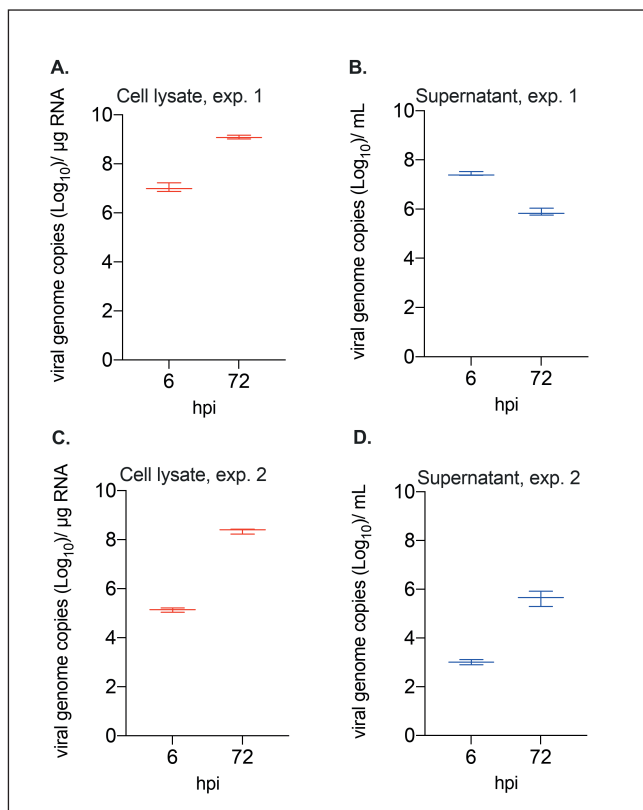 A.
Cell lysate, exp. 1
viral genome copies (Log10)/ µg RNA
10
8
6
4
2
0
6 72
hpi
B.
Supernatant, exp. 1
viral genome copies (Log10)/ mL
10
8
6
4
2
0
6 72
hpi
C.
Cell lysate, exp. 2
viral genome copies (Log10)/ µg RNA
10
8
6
4
2
0
6 72
hpi
D.
Supernatant, exp. 2
viral genome copies (Log10)/ mL
10
8
6
4
2
0
6 72
hpi